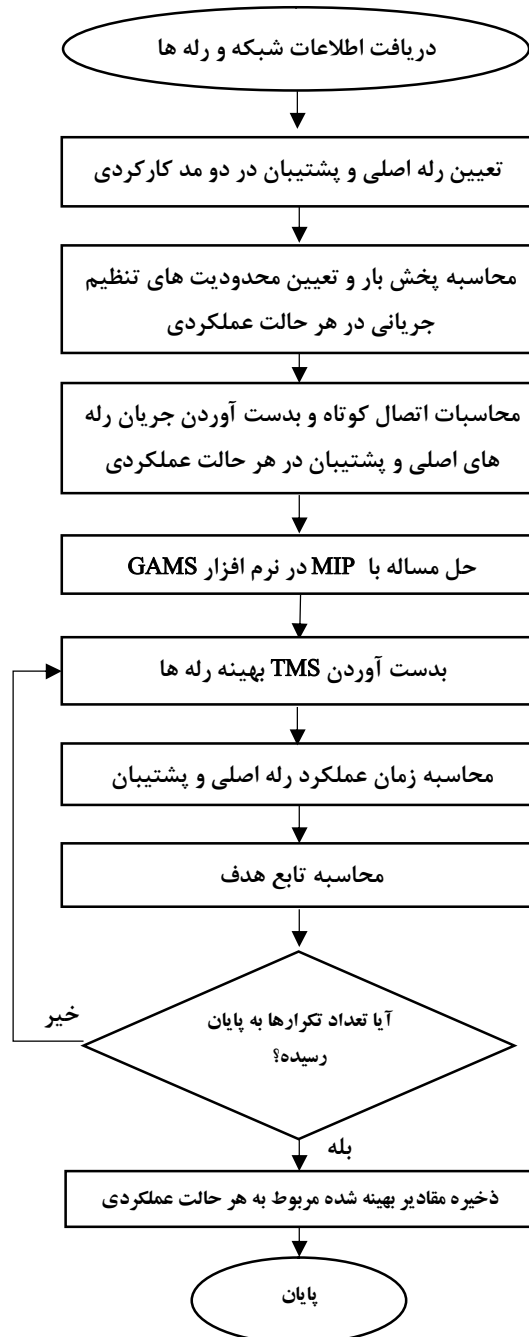 دریافت اطلاعات شبکه و رله ها
تعیین رله اصلی و پشتیبان در دو مد کارکردی
محاسبه پخش بار و تعیین محدودیت های تنظیم
جریانی در هر حالت عملکردی
محاسبات اتصال کوتاه و بدست آوردن جریان رله
های اصلی و پشتیبان در هر حالت عملکردی
حل مساله با MIP در نرم افزار GAMS
بدست آوردن TMS بهینه رله ها
محاسبه زمان عملکرد رله اصلی و پشتیبان
محاسبه تابع هدف
آیا تعداد تکرارها به پایان
رسیده؟
خیر
بله
ذخیره مقادیر بهینه شده مربوط به هر حالت عملکردی
پایان